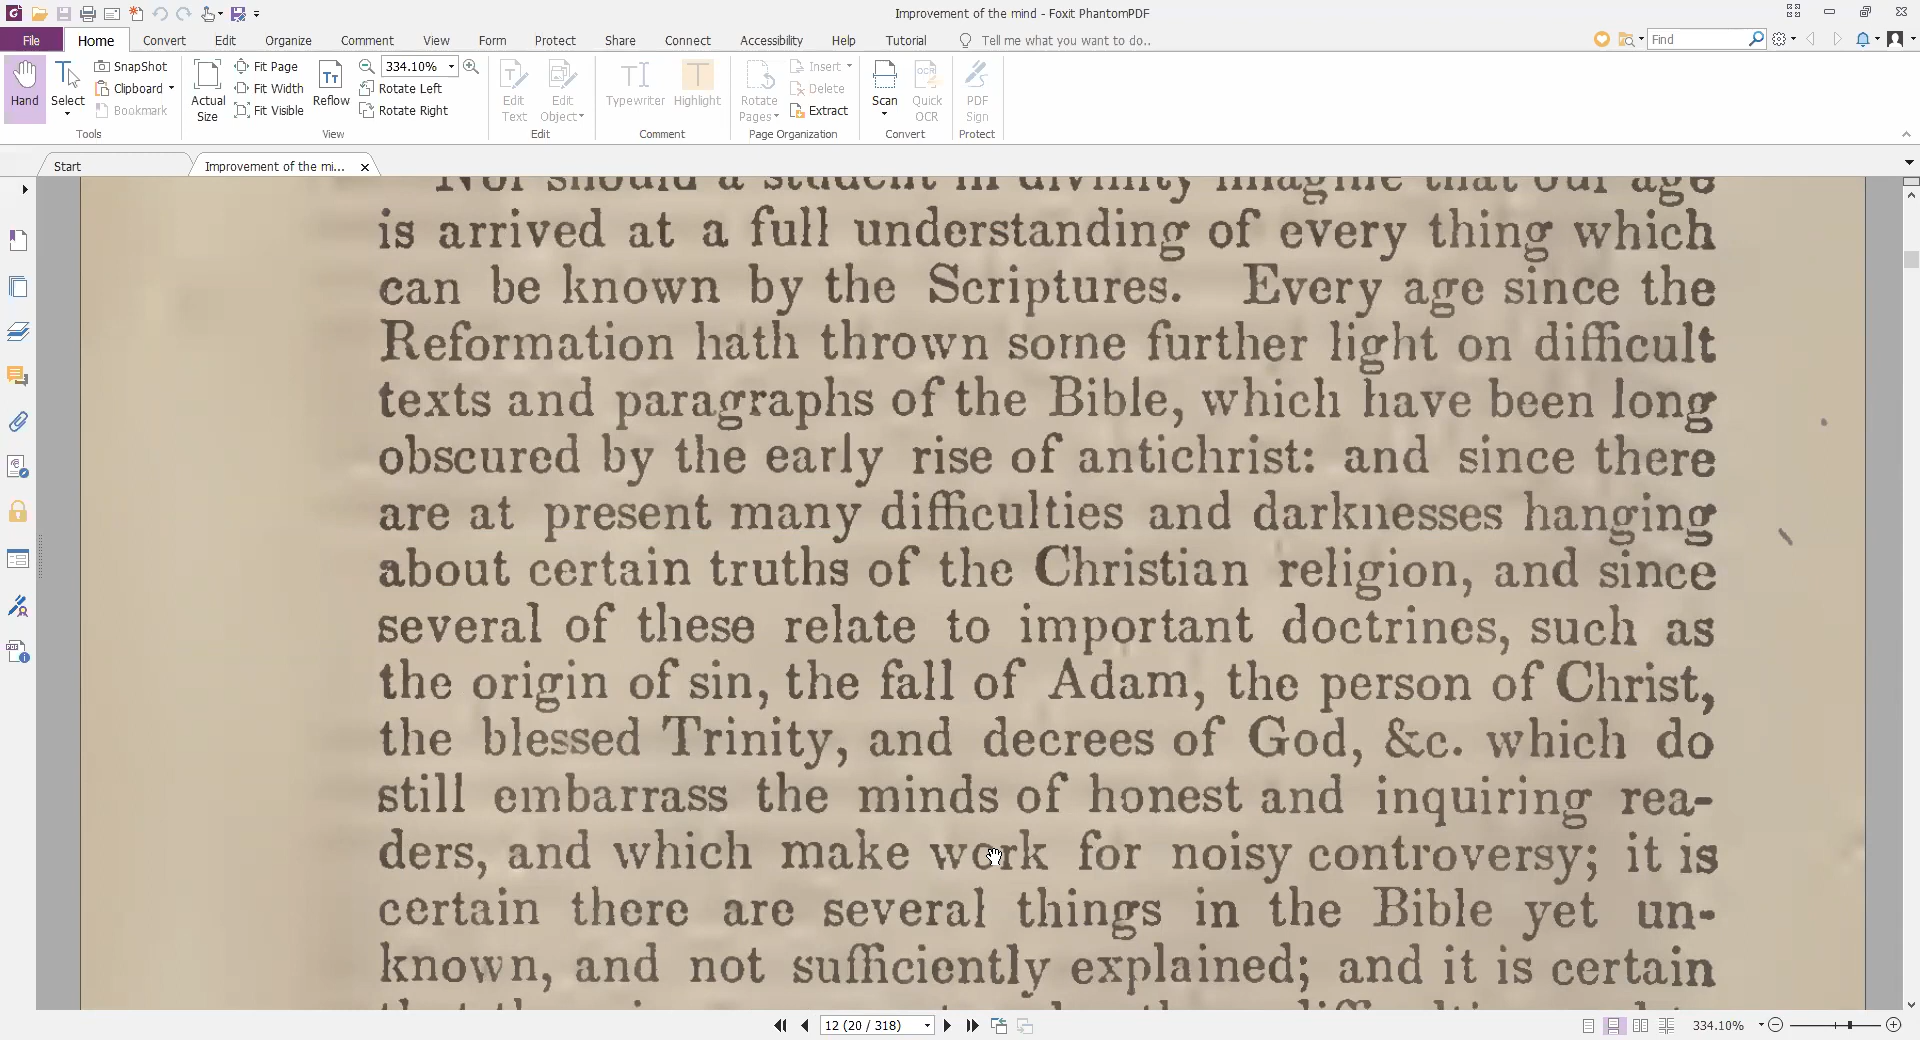 Improvement of the mind - Foxit PhantomPDF
File Home Convert Edit Organize Comment View Form Protect Share Connect Accessibility Help Tutorial Tell me what you want to do.. Find
Hand Select SnapShot Clipboard Bookmark Actual Size Fit Page Fit Width Fit Visible Reflow 334.10% Rotate Left Rotate Right Edit Text Edit Object Typewriter Highlight Rotate Pages Insert Delete Extract Scan Quick OCR PDF Sign
Tools View Edit Comment Page Organization Convert Protect
Start Improvement of the mi...
Nor should a student in divinity imagine that our age
is arrived at a full understanding of every thing which
can be known by the Scriptures. Every age since the
Reformation hath thrown some further light on difficult
texts and paragraphs of the Bible, which have been long
obscured by the early rise of antichrist: and since there
are at present many difficulties and darknesses hanging
about certain truths of the Christian religion, and since
several of these relate to important doctrines, such as
the origin of sin, the fall of Adam, the person of Christ,
the blessed Trinity, and decrees of God, &c. which do
still embarrass the minds of honest and inquiring rea-
ders, and which make work for noisy controversy; it is
certain there are several things in the Bible yet un-
known, and not sufficiently explained; and it is certain
12 (20 / 318) 334.10%